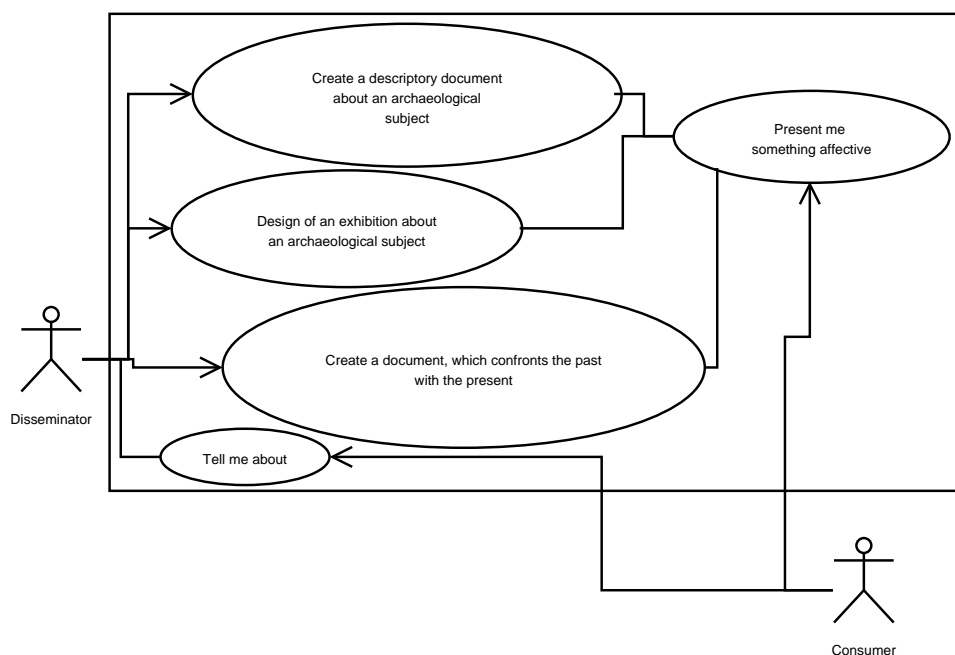 Create a descriptory document
about an archaeological
subject
Present me
something affective
Design of an exhibition about
an archaeological subject
Create a document, which confronts the past
with the present
Disseminator
Tell me about
Consumer